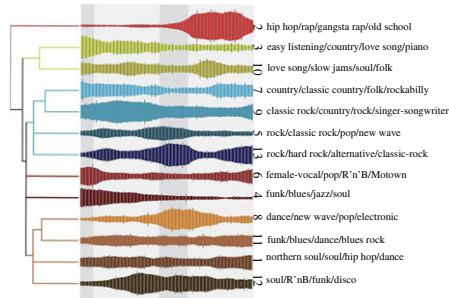 2 hip hop/rap/gangsta rap/old school
3 easy listening/country/love song/piano
10 love song/slow jams/soul/folk
7 country/classic country/folk/rockabilly
9 classic rock/country/rock/singer-songwriter
5 rock/classic rock/pop/new wave
13 rock/hard rock/alternative/classic-rock
6 female-vocal/pop/R'n'B/Motown
4 funk/blues/jazz/soul
8 dance/new wave/pop/electronic
11 funk/blues/dance/blues rock
1 northern soul/soul/hip hop/dance
12 soul/R'nB/funk/disco